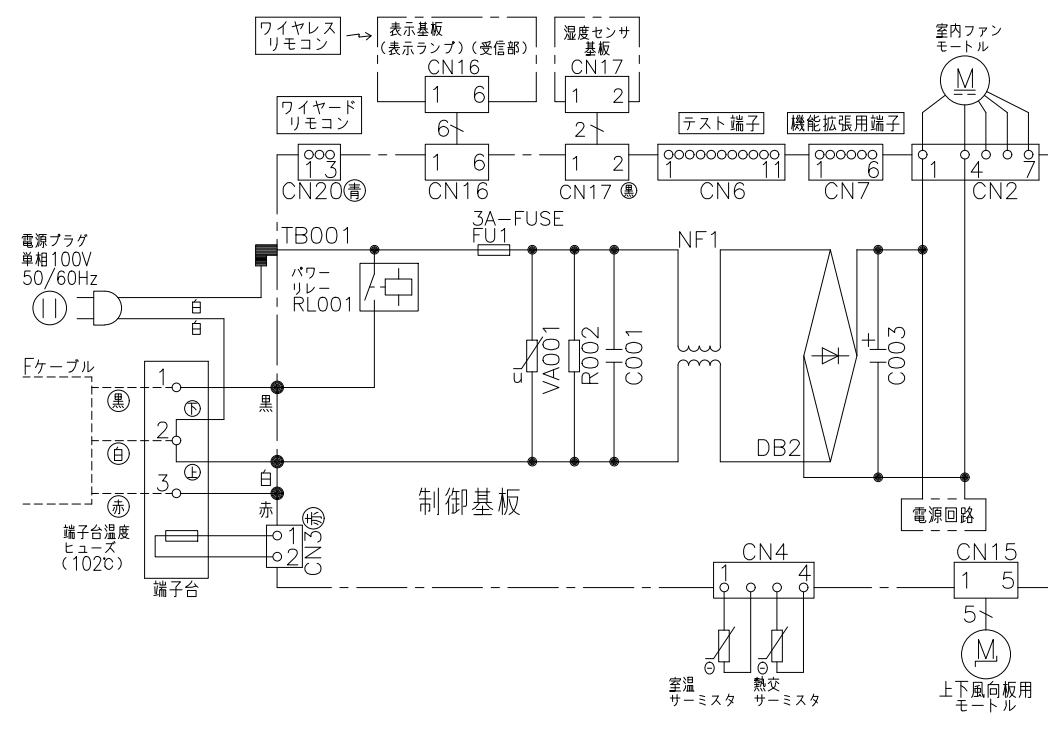 ワイヤレス
リモコン
表示基板
(表示ランプ)(受信部)
CN16
1 6
湿度センサ
基板
CN17
1 2
室内ファン
モートル
M
ワイヤード
リモコン
6
2
テスト端子
機能拡張用端子
1 3
CN20 青
1 6
CN16
1 2
CN17 黒
1 11
CN6
1 6
CN7
1 4 7
CN2
電源プラグ
単相100V
50/60Hz
白
白
TB001
パワー
リレー
RL001
3A-FUSE
FU1
NF1
u
VA001
R002
C001
+
C003
DB2
Fケーブル
黒
白
赤
1
下
2
上
3
黒
白
赤
端子台温度
ヒューズ
(102℃)
端子台
1
2
CN3 赤
制御基板
電源回路
CN4
1 4
室温
サーミスタ
熱交
サーミスタ
CN15
1 5
5
M
上下風向板用
モートル